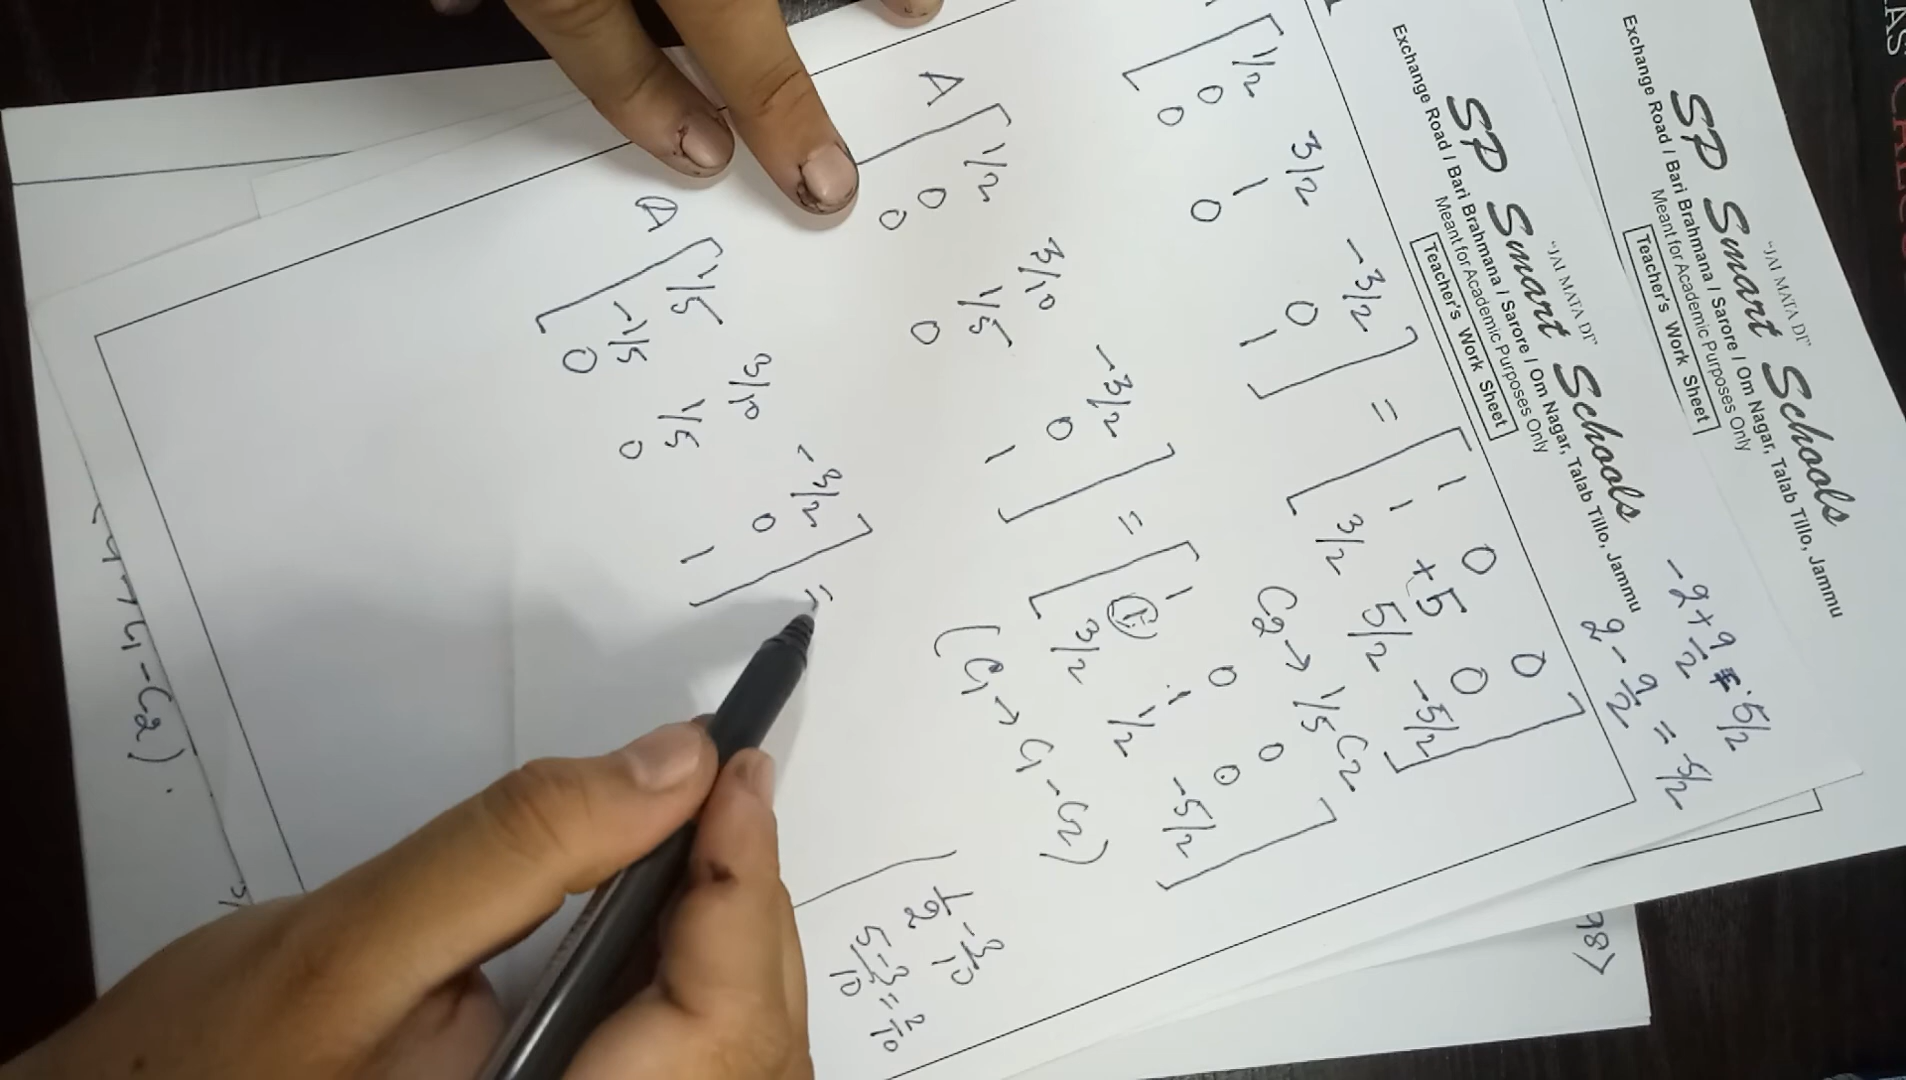 "JAI MATA DI"
SP Smart Schools
Exchange Road / Bari Brahmana / Sarore / Om Nagar, Talab Tillo, Jammu
Meant for Academic Purposes Only
Teacher's Work Sheet
"JAI MATA DI"
SP Smart Schools
Exchange Road / Bari Brahmana / Sarore / Om Nagar, Talab Tillo, Jammu
Meant for Academic Purposes Only
Teacher's Work Sheet
-2+9/2 = 5/2
2-9/2 = -5/2
[1/2 3/2 -3/2] = [1 0 0]
0 1 0 1 +5 0
0 0 1 3/2 5/2 -5/2
C2 → 1/5 C2
A [1/2 3/10 -3/2] = [1 0 0]
0 1/5 0 1 1 0
0 0 1 3/2 1/2 -5/2
(C1 → C1 - C2)
A [1/5 3/10 -3/2] =
-1/5 1/5 0
0 0 1
1/2 - 3/10
5-3/10 = 2/10
C1 - C2)
98)